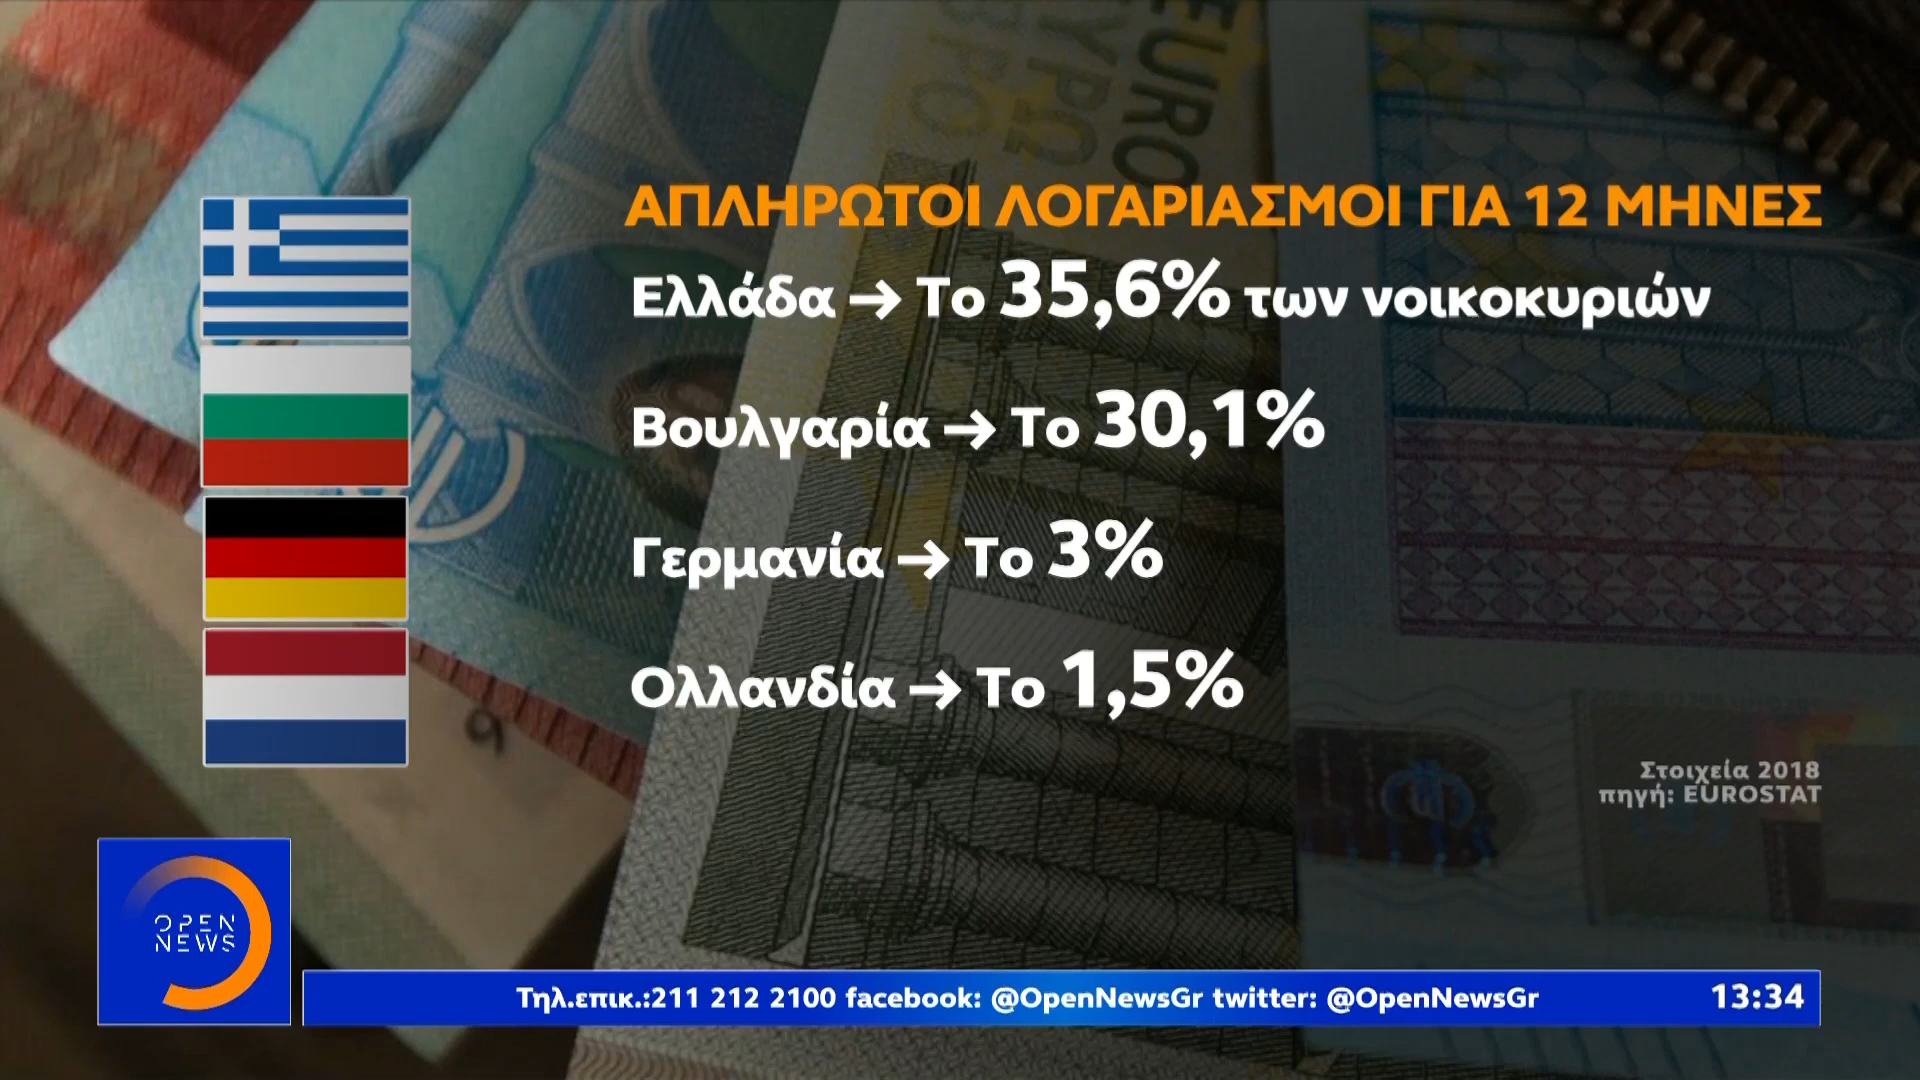 ΑΠΛΗΡΩΤΟΙ ΛΟΓΑΡΙΑΣΜΟΙ ΓΙΑ 12 ΜΗΝΕΣ
Ελλάδα → Το 35,6% των νοικοκυριών
Βουλγαρία → Το 30,1%
Γερμανία → Το 3%
Ολλανδία → Το 1,5%
Στοιχεία 2018
πηγή: EUROSTAT
EURO
ΕΥΡΩ
OPEN
NEWS
Τηλ.επικ.:211 212 2100 facebook: @OpenNewsGr twitter: @OpenNewsGr
13:34